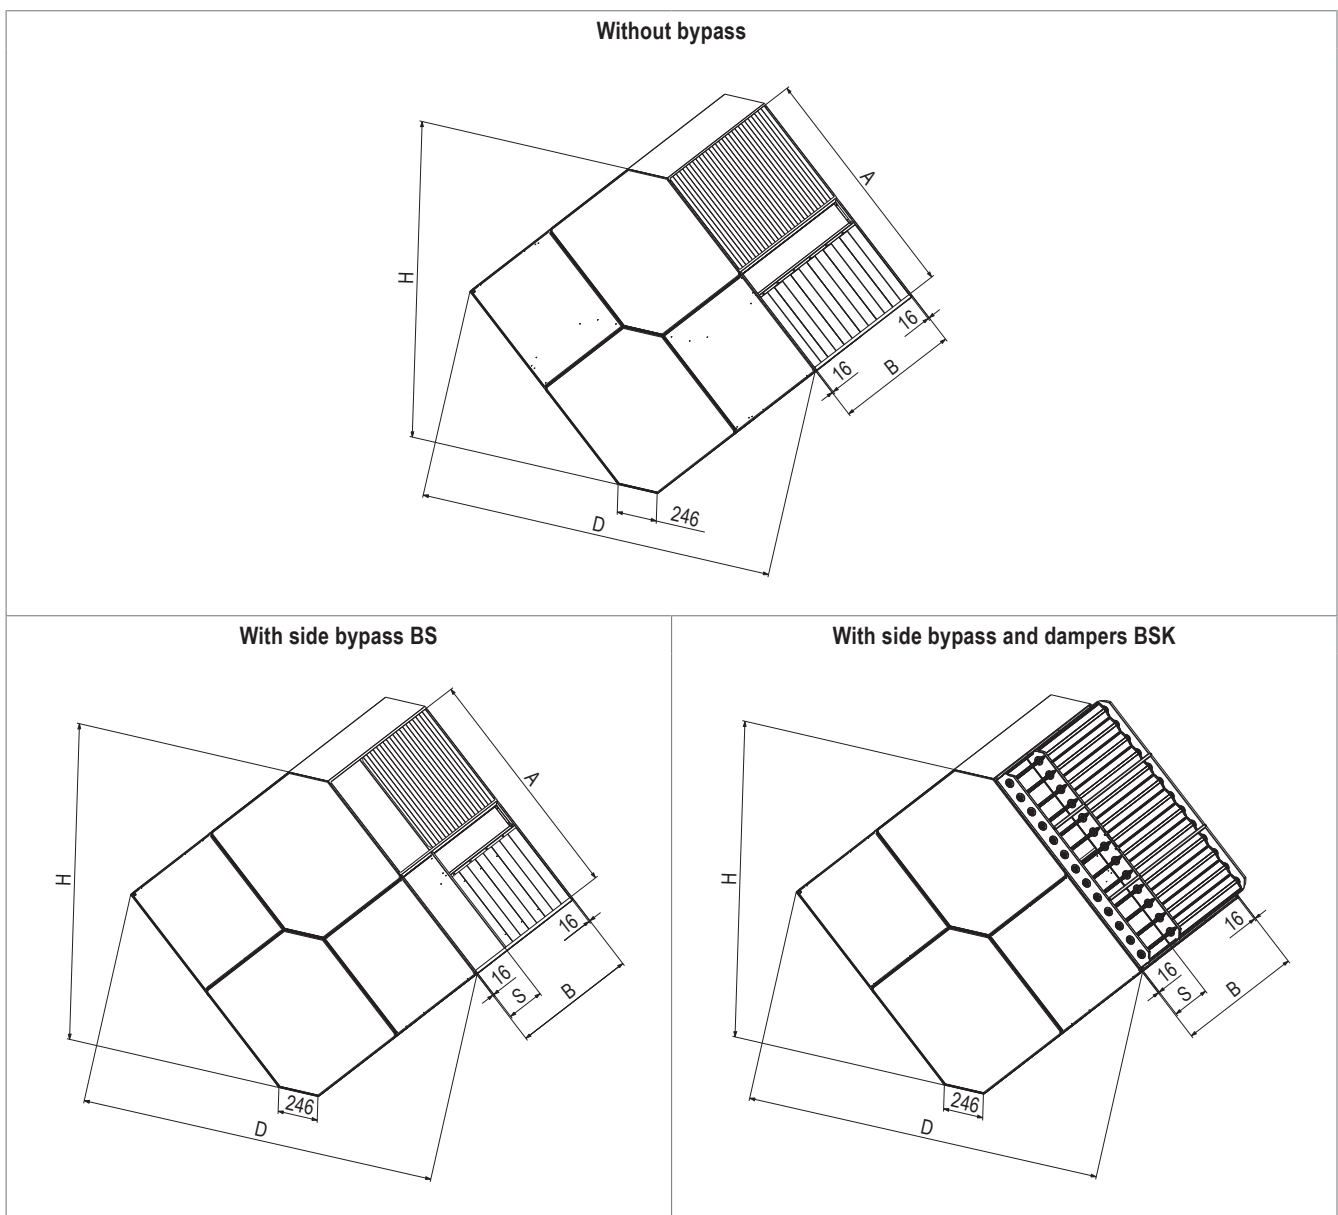 Without bypass
A
H
16
16
B
246
D
With side bypass BS
A
H
16
16
S
B
246
D
With side bypass and dampers BSK
H
16
16
S
B
246
D